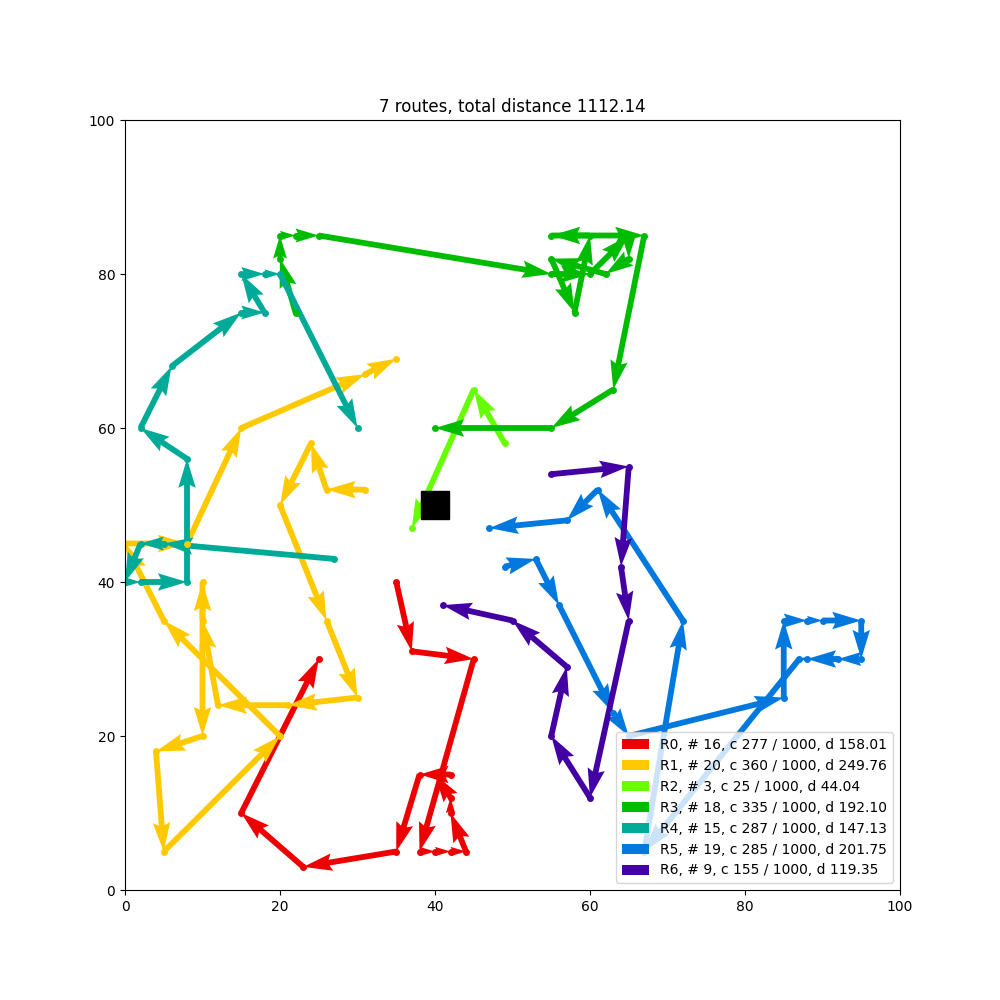 7 routes, total distance 1112.14
100
80
60
40
20
0
0 20 40 60 80 100
R0, # 16, c 277 / 1000, d 158.01
R1, # 20, c 360 / 1000, d 249.76
R2, # 3, c 25 / 1000, d 44.04
R3, # 18, c 335 / 1000, d 192.10
R4, # 15, c 287 / 1000, d 147.13
R5, # 19, c 285 / 1000, d 201.75
R6, # 9, c 155 / 1000, d 119.35